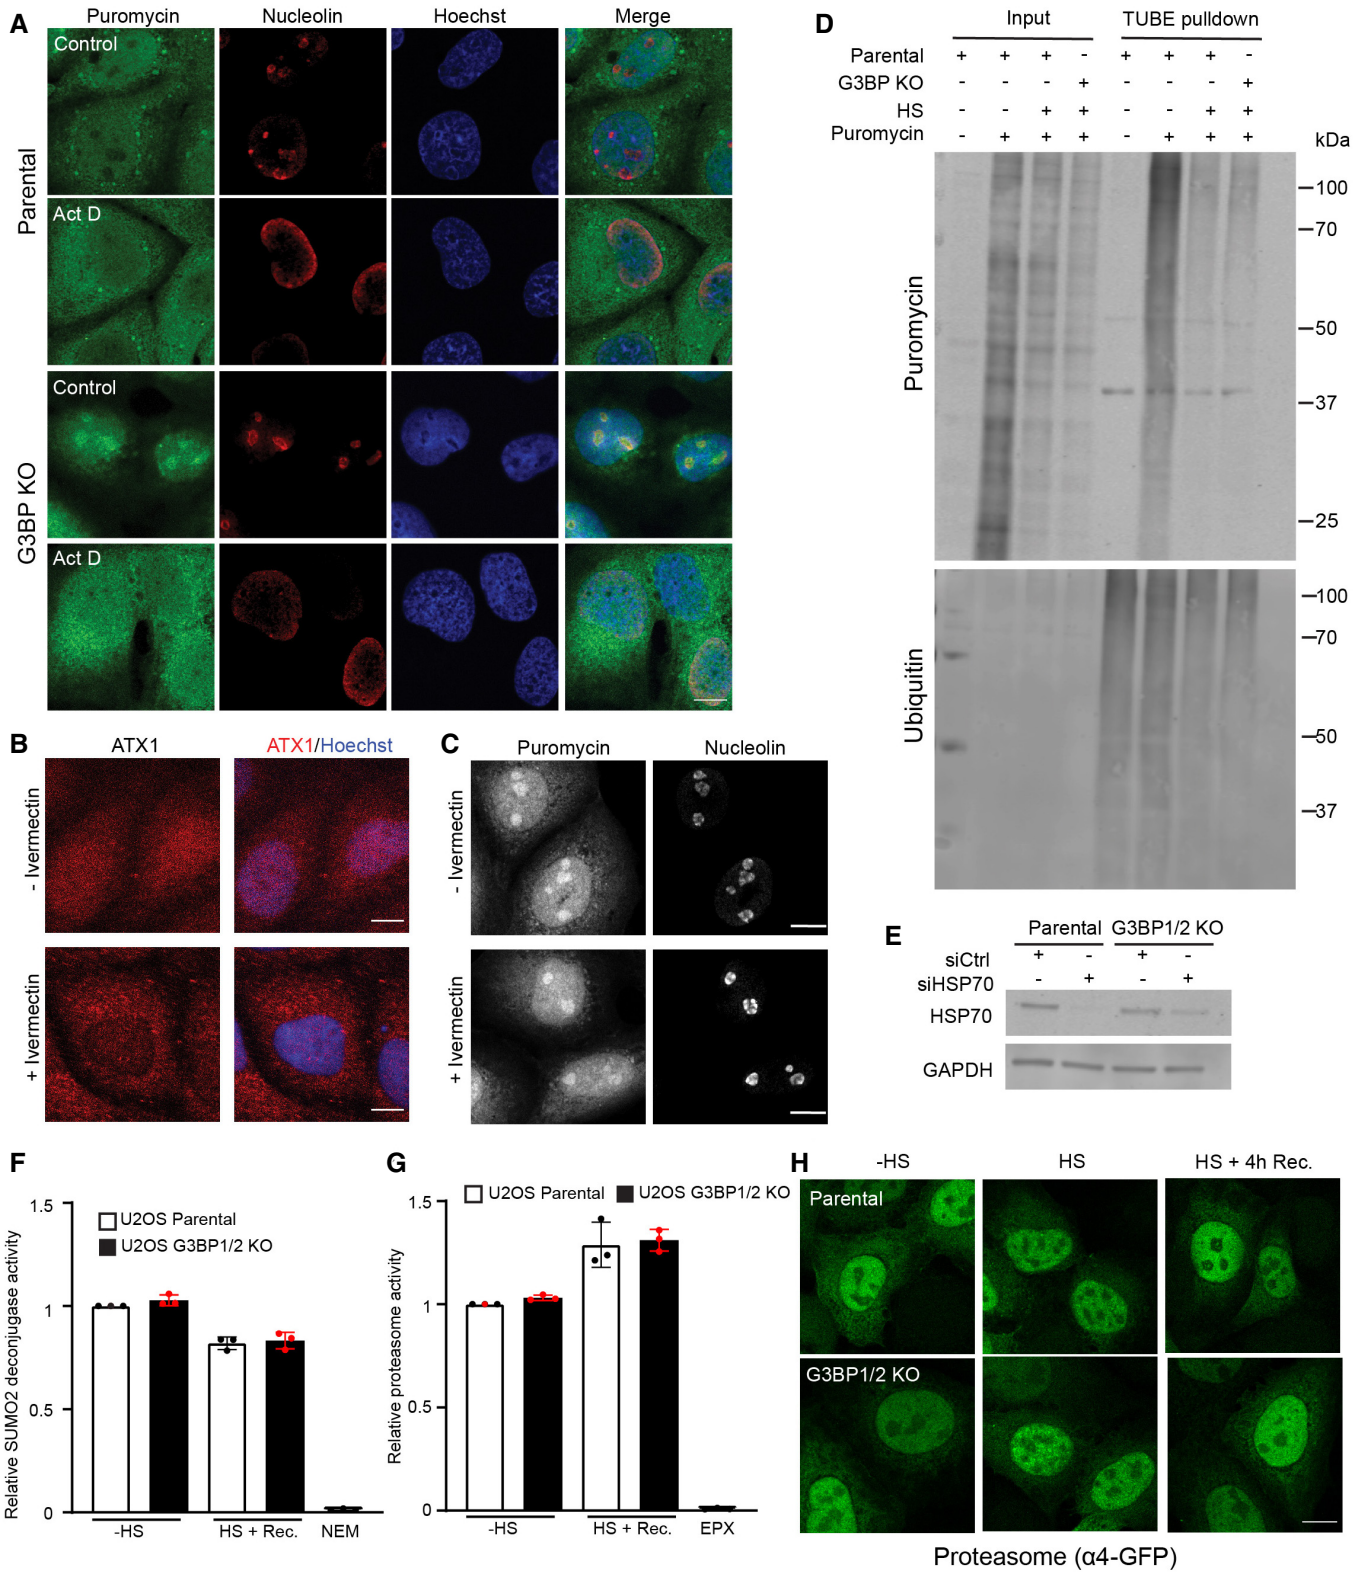 A
Puromycin Nucleolin Hoechst Merge
Parental
Control
Act D
G3BP KO
Control
Act D
B
ATX1 ATX1/Hoechst
- Ivermectin
+ Ivermectin
C
Puromycin Nucleolin
- Ivermectin
+ Ivermectin
D
Input TUBE pulldown
Parental + + + - + + + -
G3BP KO - - - + - - - +
HS - - + + - - + +
Puromycin - + + + - + + +
kDa
Puromycin
100
70
50
37
25
Ubiquitin
100
70
50
37
E
Parental G3BP1/2 KO
siCtrl + - + -
siHSP70 - + - +
HSP70
GAPDH
F
Relative SUMO2 deconjugase activity
1.5
1
0.5
0
U2OS Parental
U2OS G3BP1/2 KO
-HS HS + Rec. NEM
G
Relative proteasome activity
1.5
1
0.5
0
U2OS Parental U2OS G3BP1/2 KO
-HS HS + Rec. EPX
H
-HS HS HS + 4h Rec.
Parental
G3BP1/2 KO
Proteasome (α4-GFP)